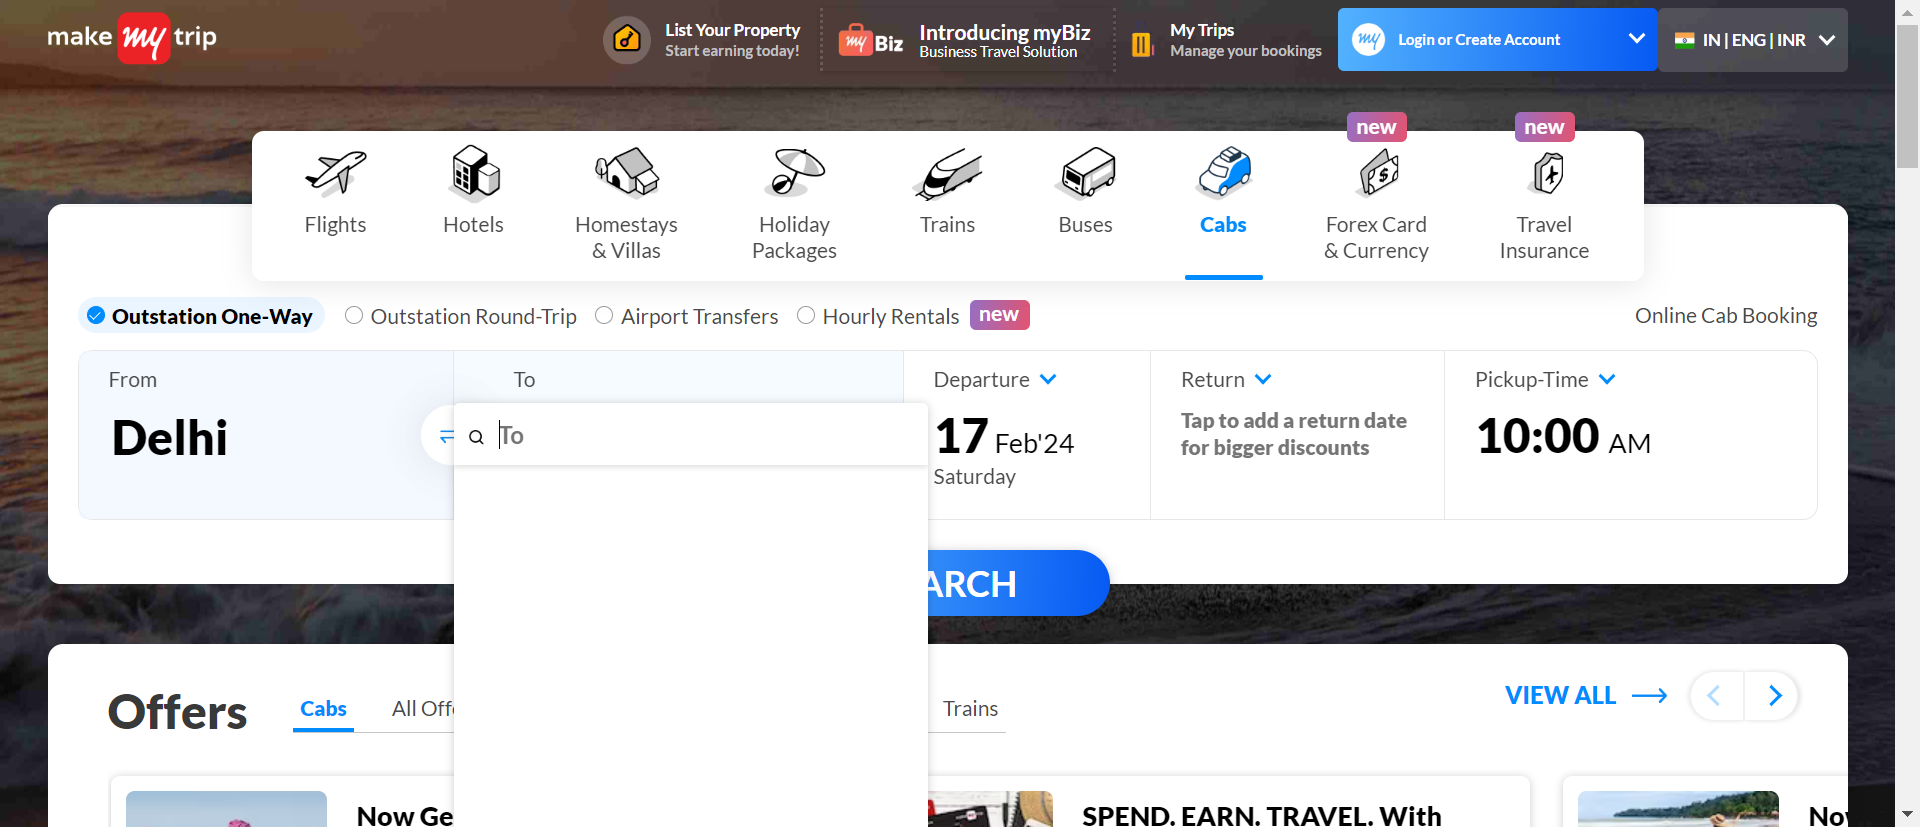 make my trip
List Your Property
Start earning today!
my Biz
Introducing myBiz
Business Travel Solution
My Trips
Manage your bookings
my
Login or Create Account
IN | ENG | INR
new
new
Flights
Hotels
Homestays
& Villas
Holiday
Packages
Trains
Buses
Cabs
Forex Card
& Currency
Travel
Insurance
Outstation One-Way
Outstation Round-Trip
Airport Transfers
Hourly Rentals
new
Online Cab Booking
From
To
Departure
Return
Pickup-Time
Delhi
To
17 Feb'24
Saturday
Tap to add a return date
for bigger discounts
10:00 AM
ARCH
Offers
Cabs
All Offe
Trains
VIEW ALL
Now Ge
SPEND. EARN. TRAVEL. With
Nov